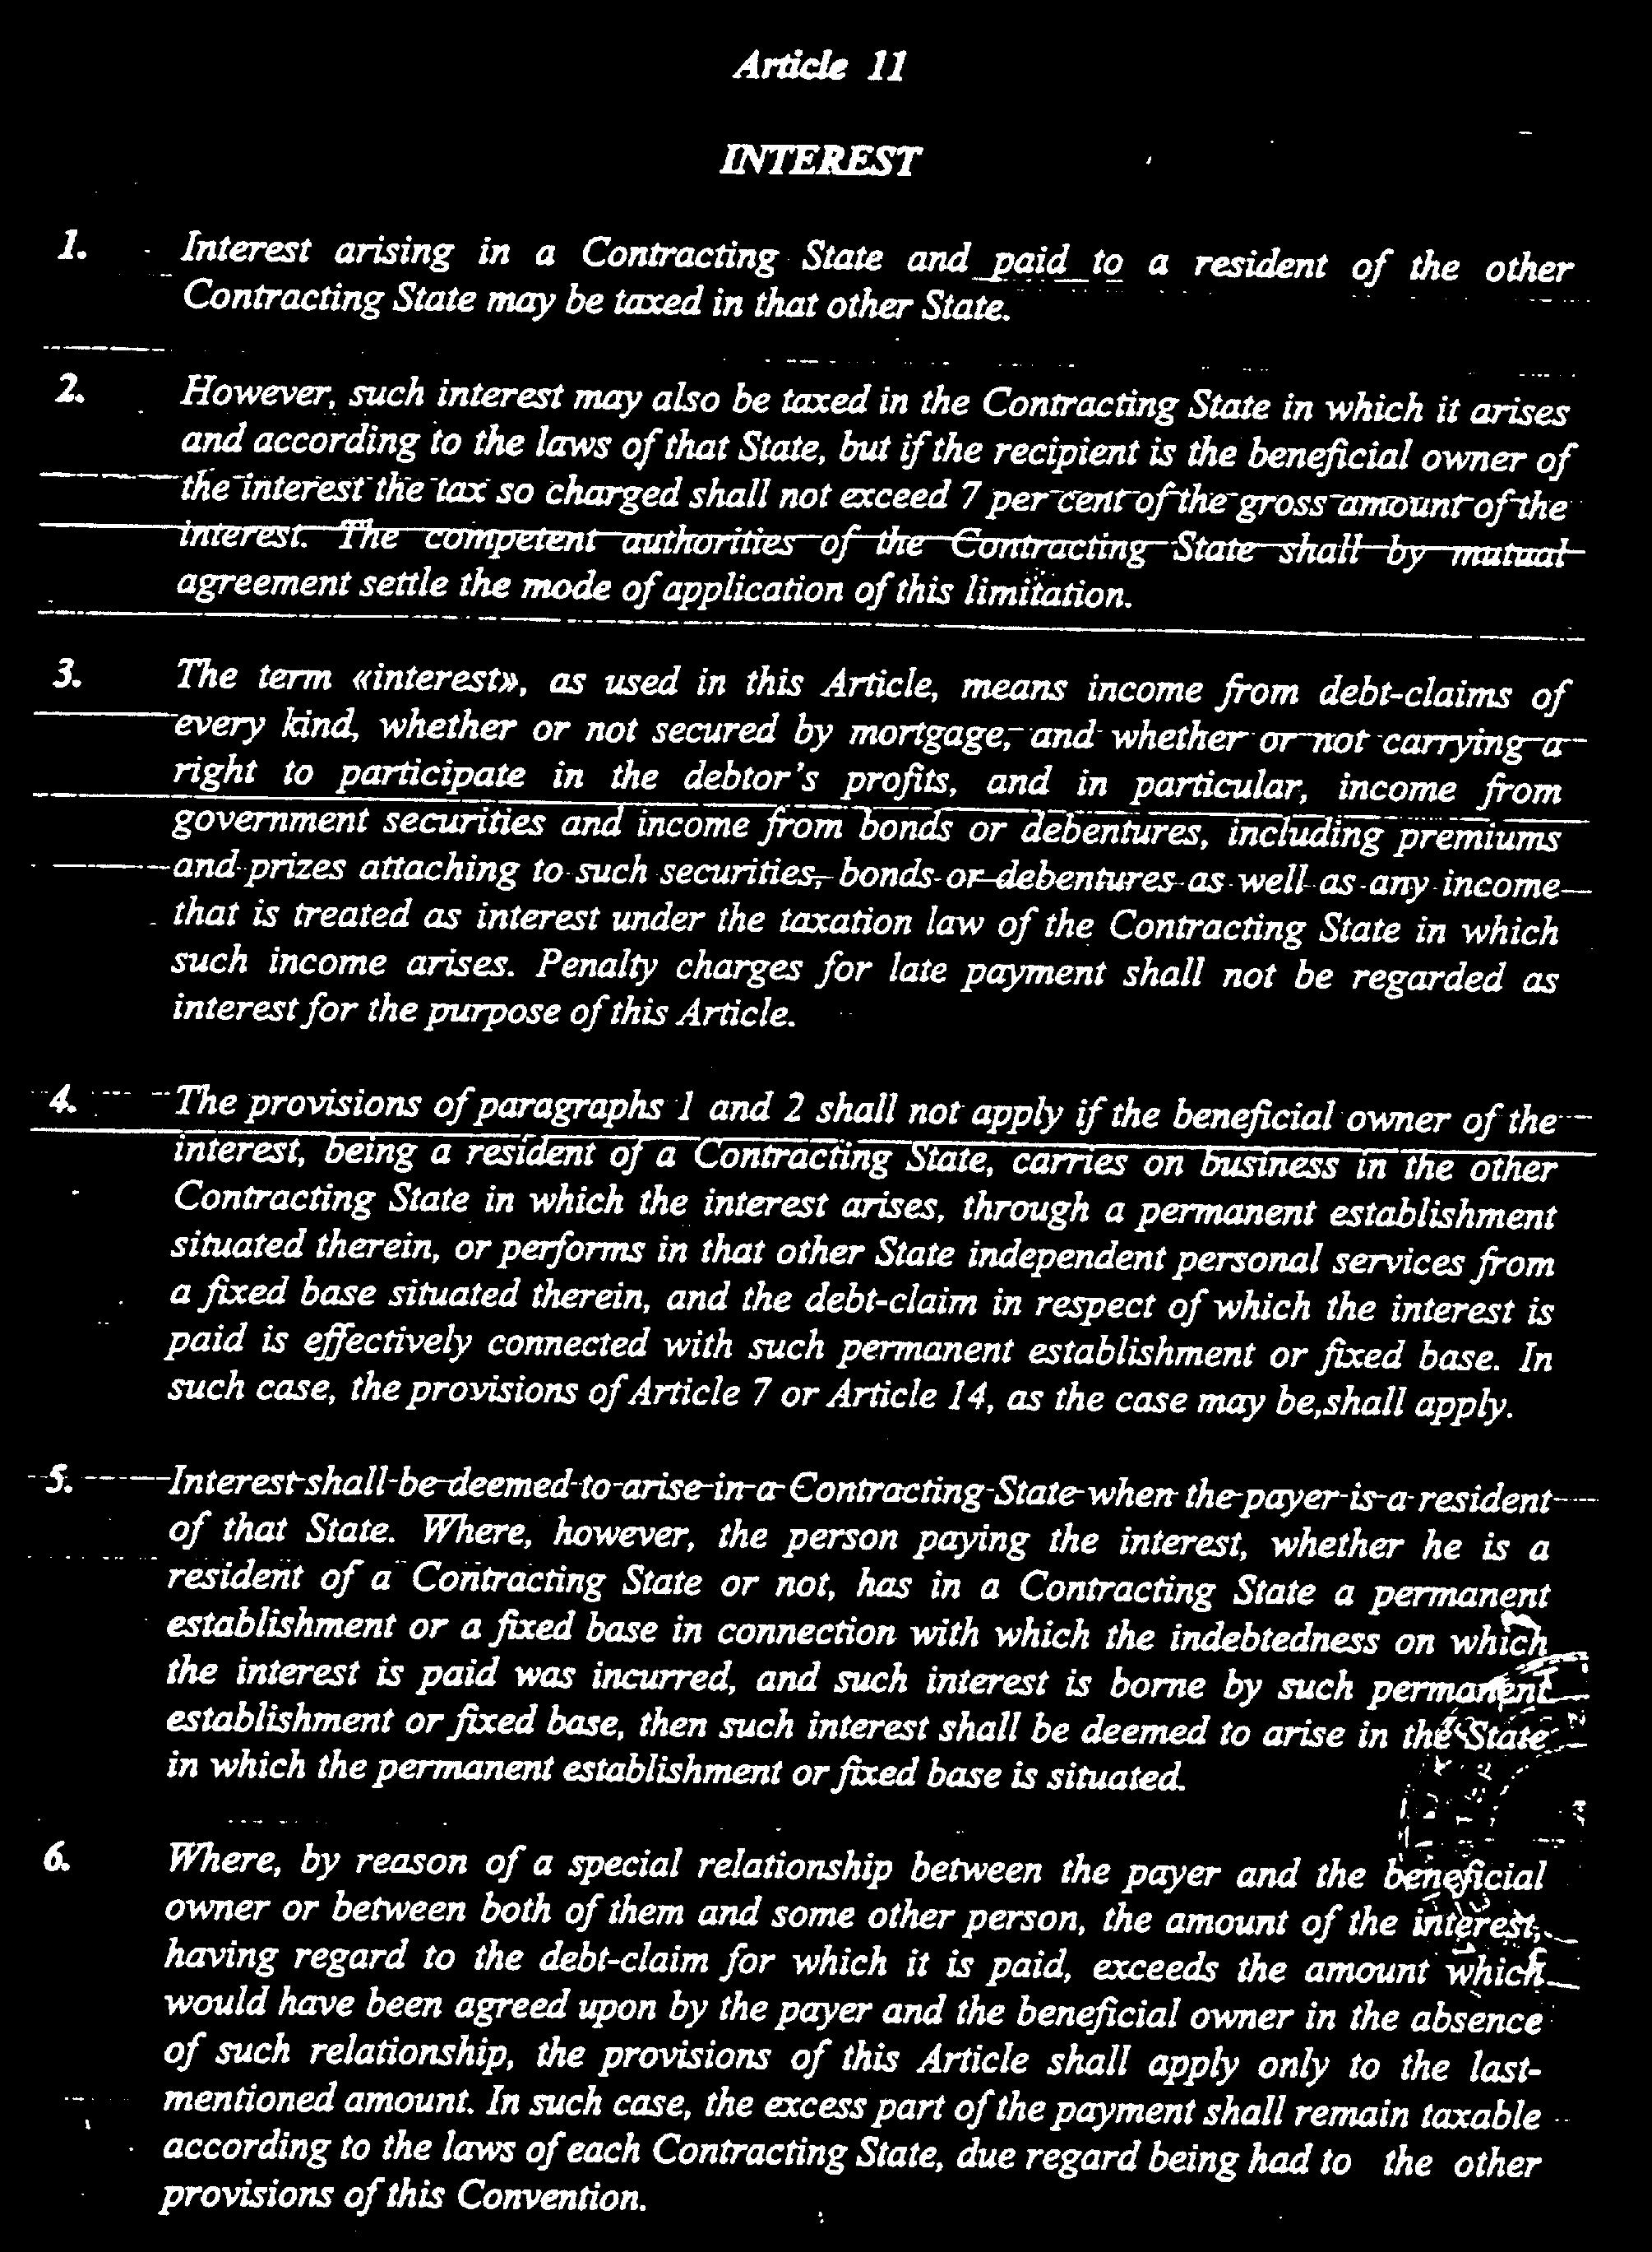 Article 11
INTEREST
1. Interest arising in a Contracting State and paid to a resident of the other
Contracting State may be taxed in that other State.
2. However, such interest may also be taxed in the Contracting State in which it arises
and according to the laws of that State, but if the recipient is the beneficial owner of
the interest the tax so charged shall not exceed 7 per cent of the gross amount of the
interest. The competent authorities of the Contracting State shall by mutual
agreement settle the mode of application of this limitation.
3. The term «interest», as used in this Article, means income from debt-claims of
every kind, whether or not secured by mortgage, and whether or not carrying a
right to participate in the debtor's profits, and in particular, income from
government securities and income from bonds or debentures, including premiums
and prizes attaching to such securities, bonds or debentures as well as any income
that is treated as interest under the taxation law of the Contracting State in which
such income arises. Penalty charges for late payment shall not be regarded as
interest for the purpose of this Article.
4. The provisions of paragraphs 1 and 2 shall not apply if the beneficial owner of the
interest, being a resident of a Contracting State, carries on business in the other
Contracting State in which the interest arises, through a permanent establishment
situated therein, or performs in that other State independent personal services from
a fixed base situated therein, and the debt-claim in respect of which the interest is
paid is effectively connected with such permanent establishment or fixed base. In
such case, the provisions of Article 7 or Article 14, as the case may be,shall apply.
5. Interest shall be deemed to arise in a Contracting State when the payer is a resident
of that State. Where, however, the person paying the interest, whether he is a
resident of a Contracting State or not, has in a Contracting State a permanent
establishment or a fixed base in connection with which the indebtedness on which
the interest is paid was incurred, and such interest is borne by such permanent
establishment or fixed base, then such interest shall be deemed to arise in the State
in which the permanent establishment or fixed base is situated.
6. Where, by reason of a special relationship between the payer and the beneficial
owner or between both of them and some other person, the amount of the interest,
having regard to the debt-claim for which it is paid, exceeds the amount which
would have been agreed upon by the payer and the beneficial owner in the absence
of such relationship, the provisions of this Article shall apply only to the last-
mentioned amount. In such case, the excess part of the payment shall remain taxable
according to the laws of each Contracting State, due regard being had to the other
provisions of this Convention.